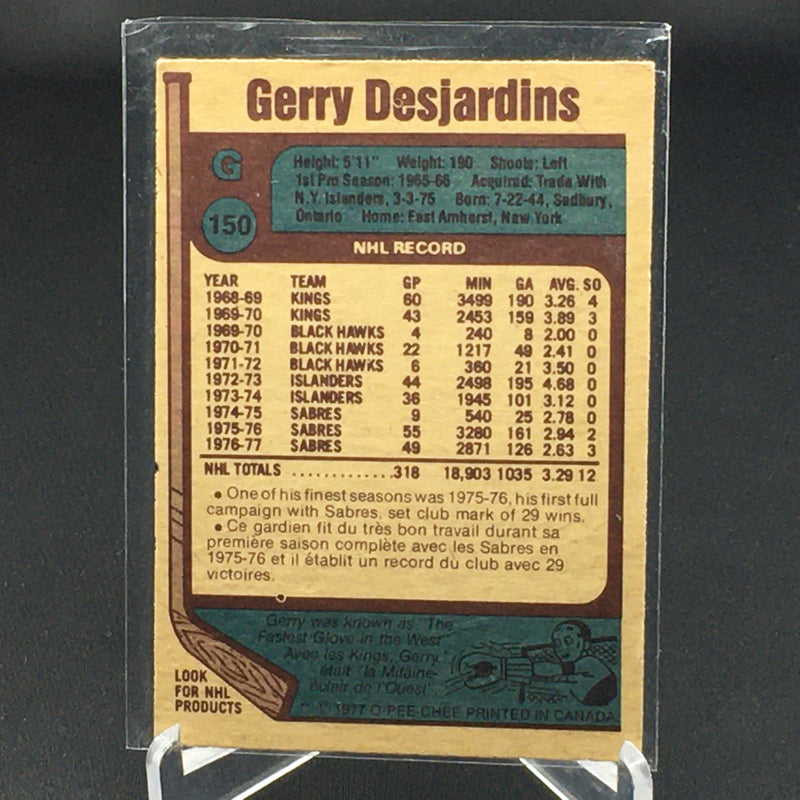 Gerry Desjardins
G
150
Height: 5'11" Weight: 190 Shoots: Left
1st Pro Season: 1965-66 Acquired: Trade With
N.Y. Islanders, 3-3-75 Born: 7-22-44, Sudbury,
Ontario Home: East Amherst, New York
NHL RECORD
YEAR TEAM GP MIN GA AVG. SO
1968-69 KINGS 60 3499 190 3.26 4
1969-70 KINGS 43 2453 159 3.89 3
1969-70 BLACK HAWKS 4 240 8 2.00 0
1970-71 BLACK HAWKS 22 1217 49 2.41 0
1971-72 BLACK HAWKS 6 360 21 3.50 0
1972-73 ISLANDERS 44 2498 195 4.68 0
1973-74 ISLANDERS 36 1945 101 3.12 0
1974-75 SABRES 9 540 25 2.78 0
1975-76 SABRES 55 3280 161 2.94 2
1976-77 SABRES 49 2871 126 2.63 3
NHL TOTALS ............. 318 18,903 1035 3.29 12
• One of his finest seasons was 1975-76, his first full
campaign with Sabres, set club mark of 29 wins.
• Ce gardien fit du très bon travail durant sa
première saison complète avec les Sabres en
1975-76 et il établit un record du club avec 29
victoires.
Gerry was known as "The
Fastest Glove in the West"
Avec les Kings, Gerry
était "la Mitaine-
éclair de l'Ouest"
LOOK
FOR NHL
PRODUCTS
** © 1977 O-PEE-CHEE PRINTED IN CANADA